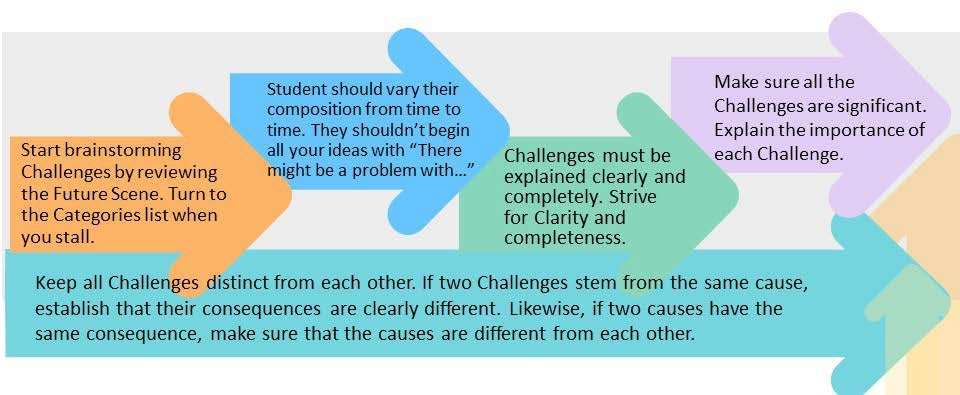 Start brainstorming
Challenges by reviewing
the Future Scene. Turn to
the Categories list when
you stall.
Student should vary their
composition from time to
time. They shouldn’t begin
all your ideas with “There
might be a problem with...”
Challenges must be
explained clearly and
completely. Strive
for Clarity and
completeness.
Make sure all the
Challenges are significant.
Explain the importance of
each Challenge.
Keep all Challenges distinct from each other. If two Challenges stem from the same cause,
establish that their consequences are clearly different. Likewise, if two causes have the
same consequence, make sure that the causes are different from each other.